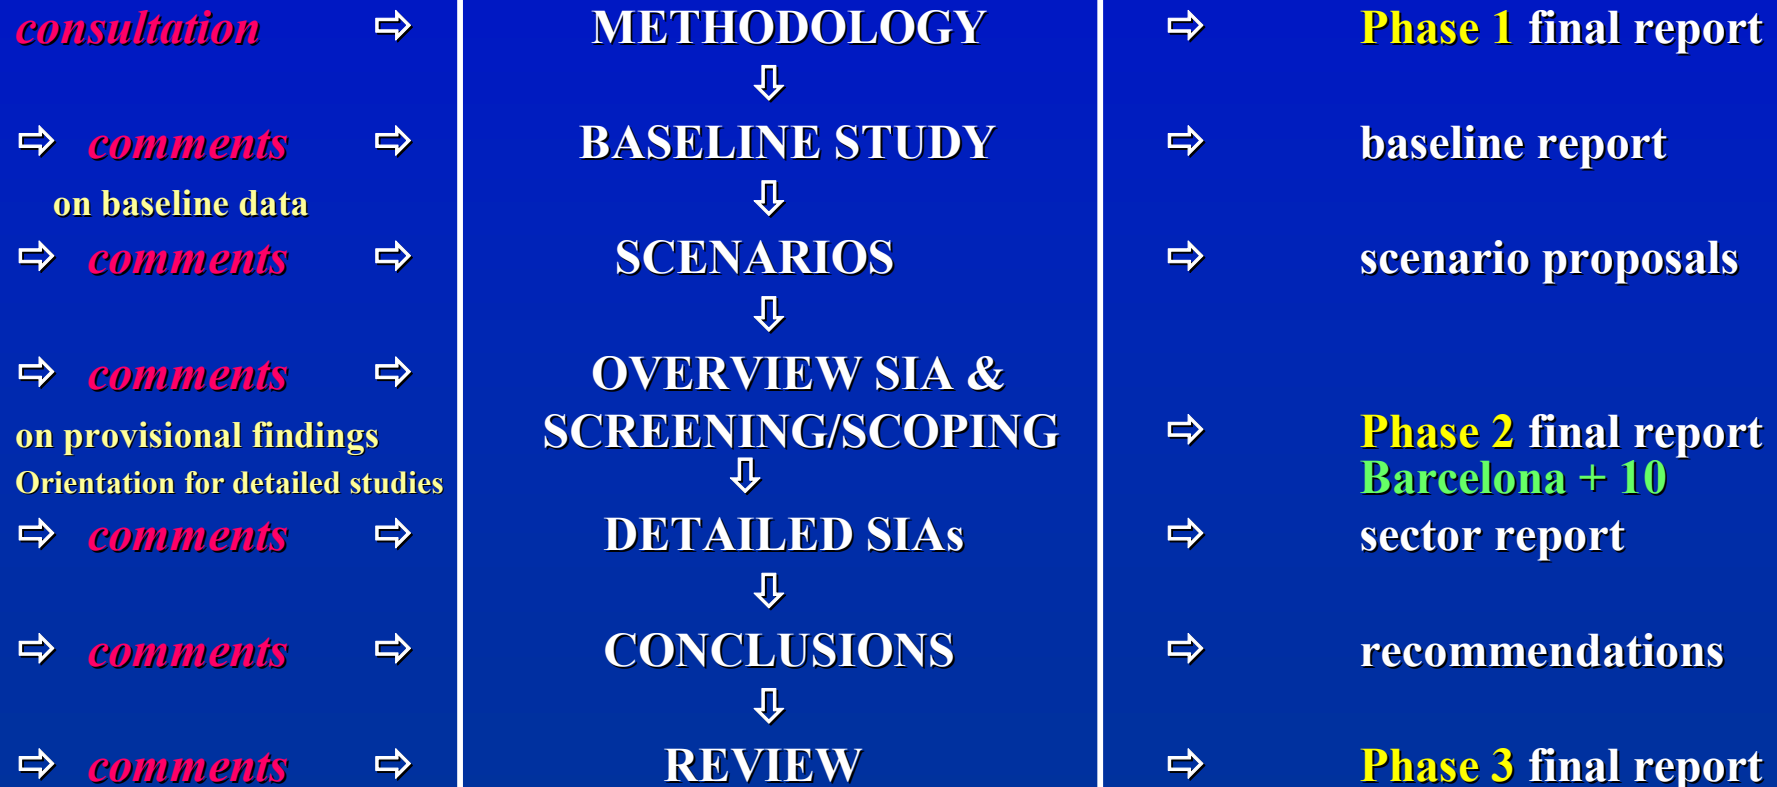 consultation ⇨ METHODOLOGY ⇨ Phase 1 final report
⇩
⇨ comments ⇨ BASELINE STUDY ⇨ baseline report
on baseline data ⇩
⇨ comments ⇨ SCENARIOS ⇨ scenario proposals
⇩
⇨ comments ⇨ OVERVIEW SIA &
on provisional findings SCREENING/SCOPING ⇨ Phase 2 final report
Orientation for detailed studies ⇩ Barcelona + 10
⇨ comments ⇨ DETAILED SIAs ⇨ sector report
⇩
⇨ comments ⇨ CONCLUSIONS ⇨ recommendations
⇩
⇨ comments ⇨ REVIEW ⇨ Phase 3 final report